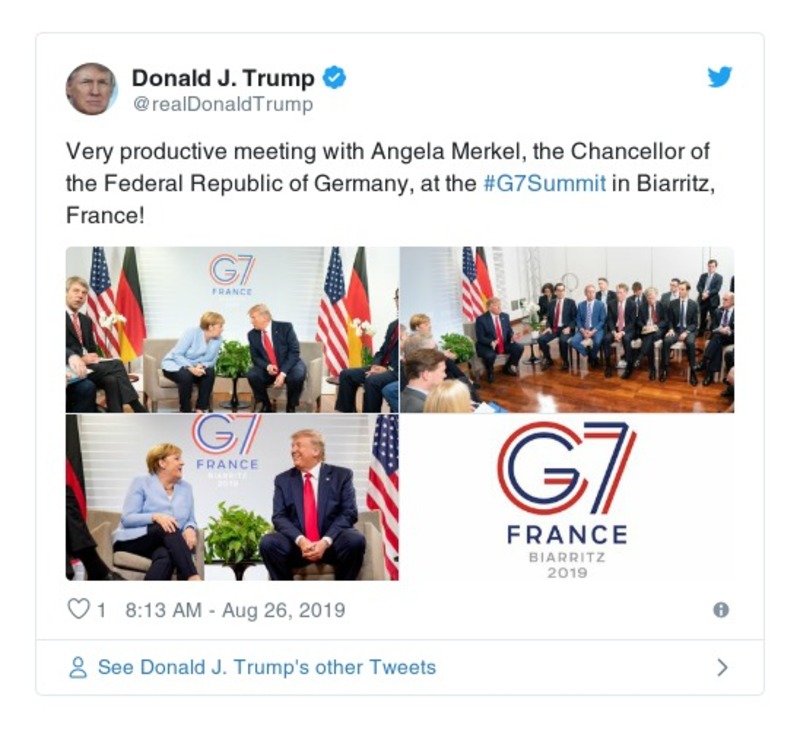 Donald J. Trump
@realDonaldTrump
Very productive meeting with Angela Merkel, the Chancellor of
the Federal Republic of Germany, at the #G7Summit in Biarritz,
France!
G7
FRANCE
G7
FRANCE
BIARRITZ
2019
G7
FRANCE
BIARRITZ
2019
1 8:13 AM - Aug 26, 2019
See Donald J. Trump's other Tweets